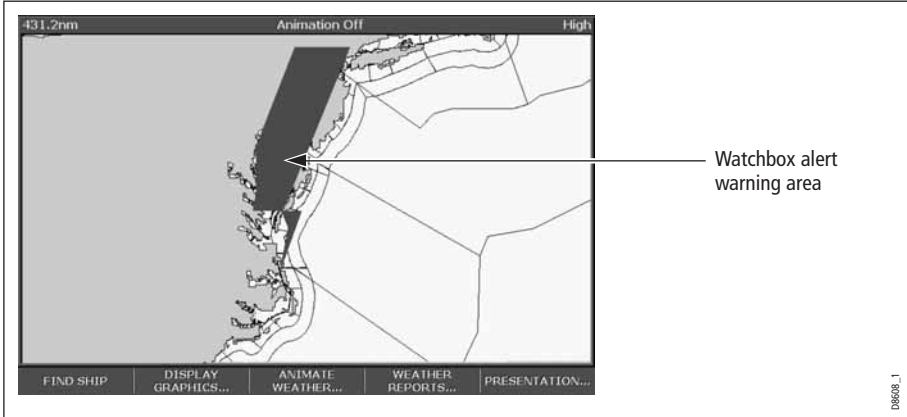 431.2nm Animation Off High
Watchbox alert
warning area
FIND SHIP
DISPLAY
GRAPHICS...
ANIMATE
WEATHER...
WEATHER
REPORTS...
PRESENTATION...
D8608_1